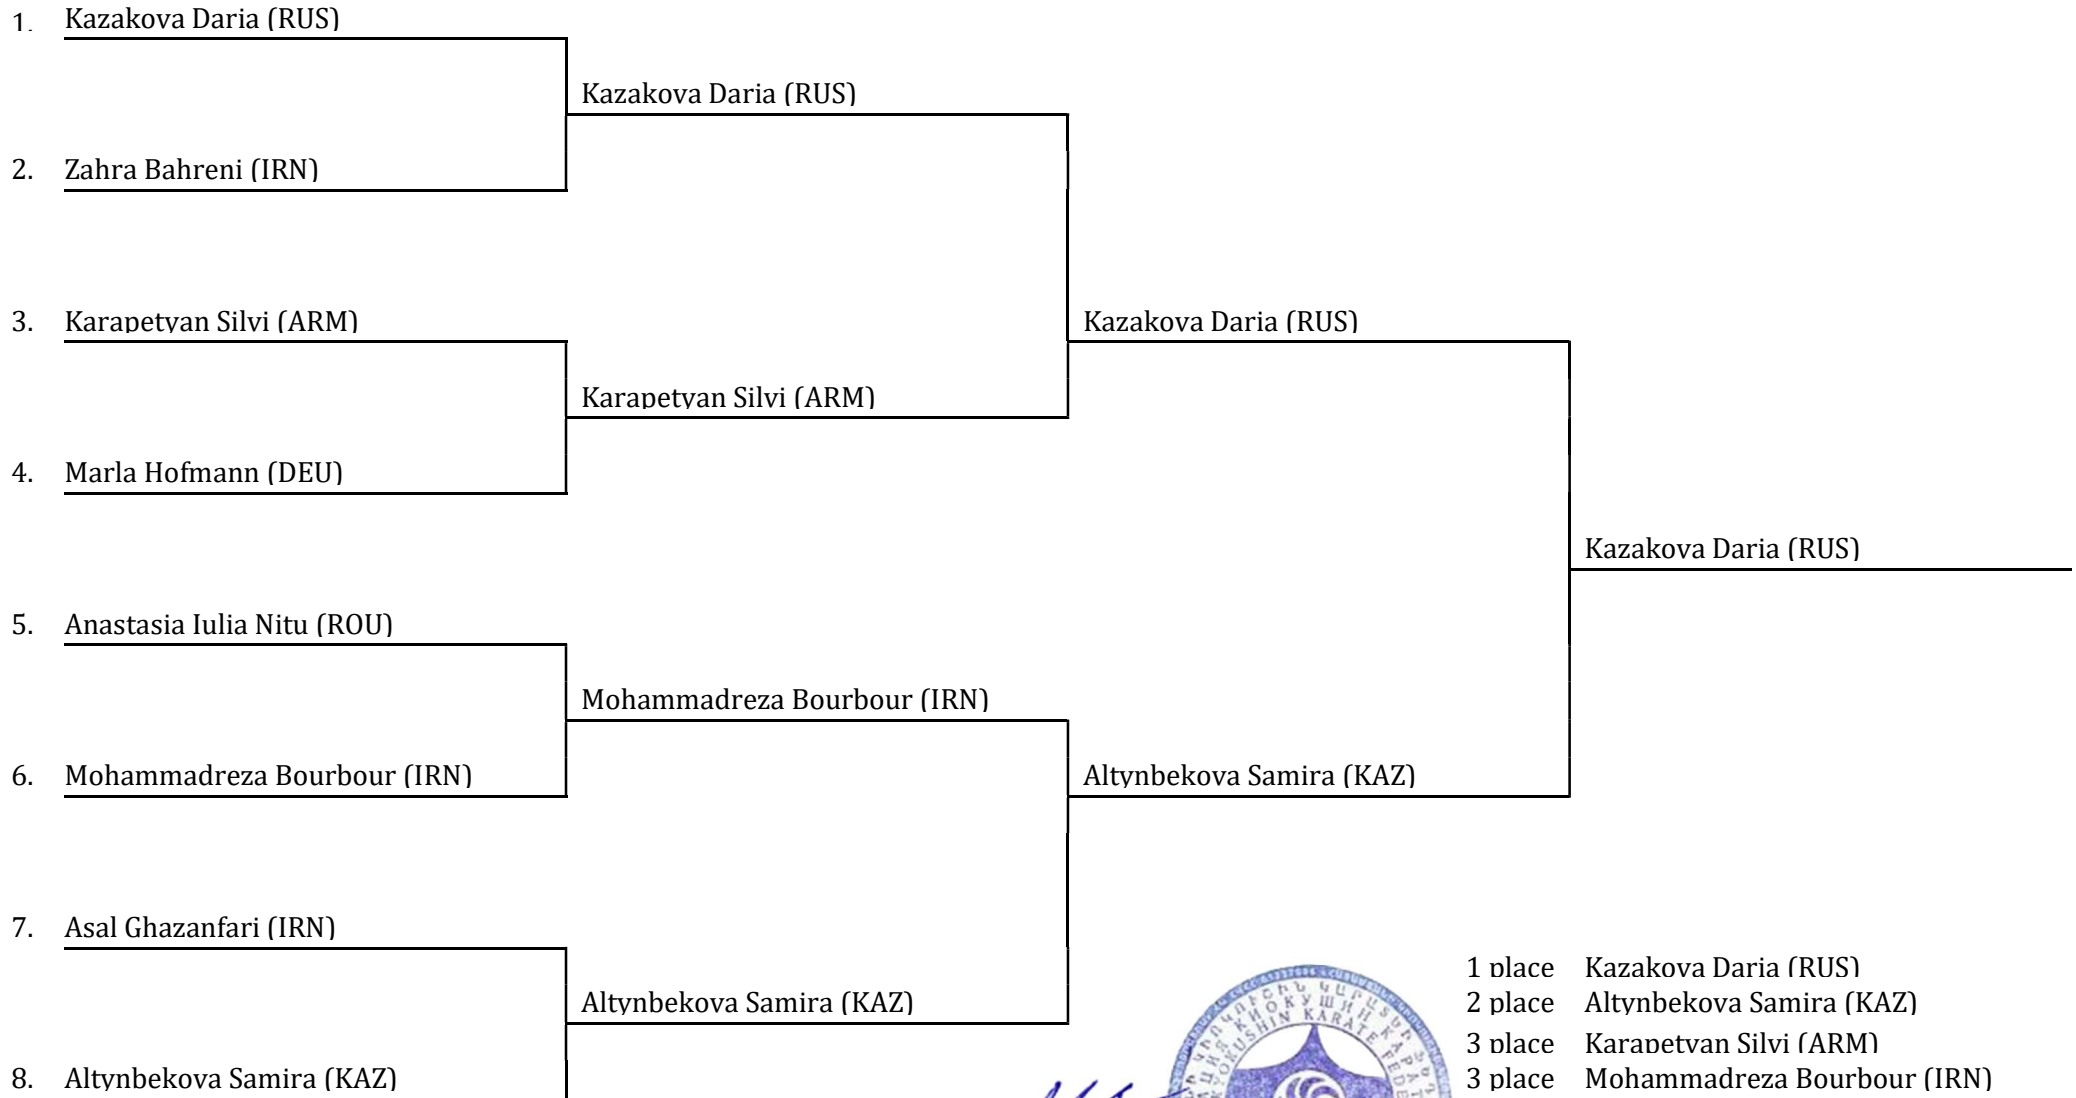 1. Kazakova Daria (RUS)
Kazakova Daria (RUS)
2. Zahra Bahreni (IRN)
3. Karapetyan Silvi (ARM)
Kazakova Daria (RUS)
Karapetyan Silvi (ARM)
4. Marla Hofmann (DEU)
Kazakova Daria (RUS)
5. Anastasia Iulia Nitu (ROU)
Mohammadreza Bourbour (IRN)
6. Mohammadreza Bourbour (IRN)
Altynbekova Samira (KAZ)
7. Asal Ghazanfari (IRN)
Altynbekova Samira (KAZ)
8. Altynbekova Samira (KAZ)
1 place Kazakova Daria (RUS)
2 place Altynbekova Samira (KAZ)
3 place Karapetyan Silvi (ARM)
3 place Mohammadreza Bourbour (IRN)
КИОКУШИН
KARATE